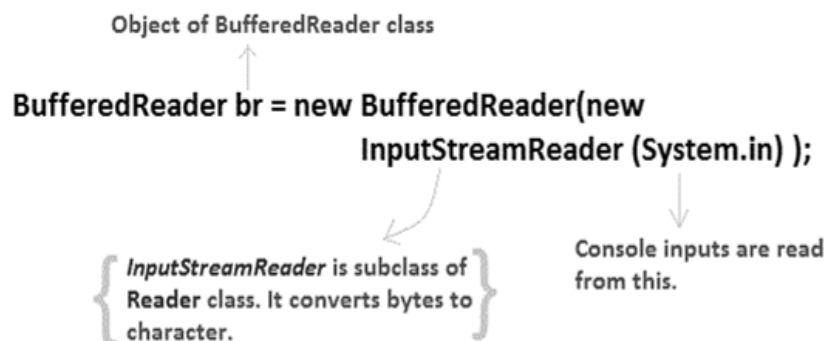 Object of BufferedReader class
BufferedReader br = new BufferedReader(new
InputStreamReader (System.in) );
InputStreamReader is subclass of
Reader class. It converts bytes to
character.
Console inputs are read
from this.